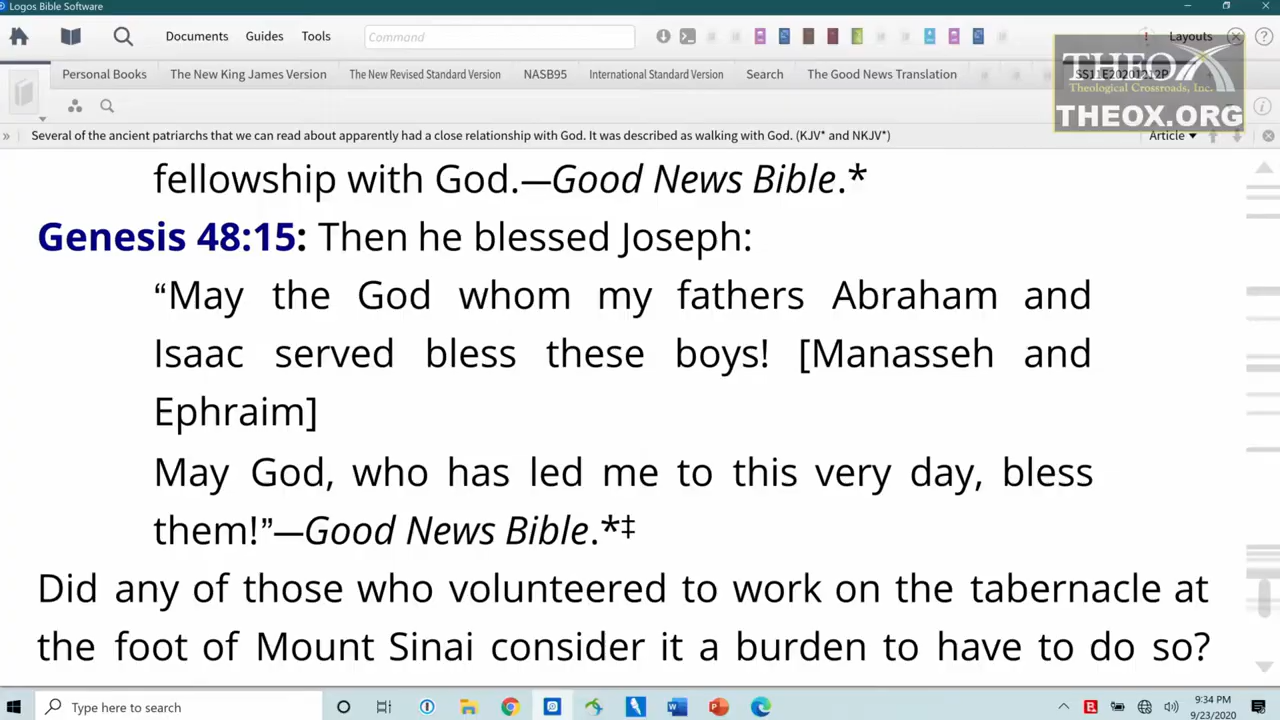 Logos Bible Software
Documents Guides Tools Command Layouts
Personal Books The New King James Version The New Revised Standard Version NASB95 International Standard Version Search The Good News Translation SS11E20201212P
THEOX
Theological Crossroads, Inc.
THEOX.ORG
» Several of the ancient patriarchs that we can read about apparently had a close relationship with God. It was described as walking with God. (KJV* and NKJV*) Article
fellowship with God.—Good News Bible.*
Genesis 48:15: Then he blessed Joseph:
“May the God whom my fathers Abraham and
Isaac served bless these boys! [Manasseh and
Ephraim]
May God, who has led me to this very day, bless
them!”—Good News Bible.*‡
Did any of those who volunteered to work on the tabernacle at
the foot of Mount Sinai consider it a burden to have to do so?
Type here to search
9:34 PM
9/23/2020